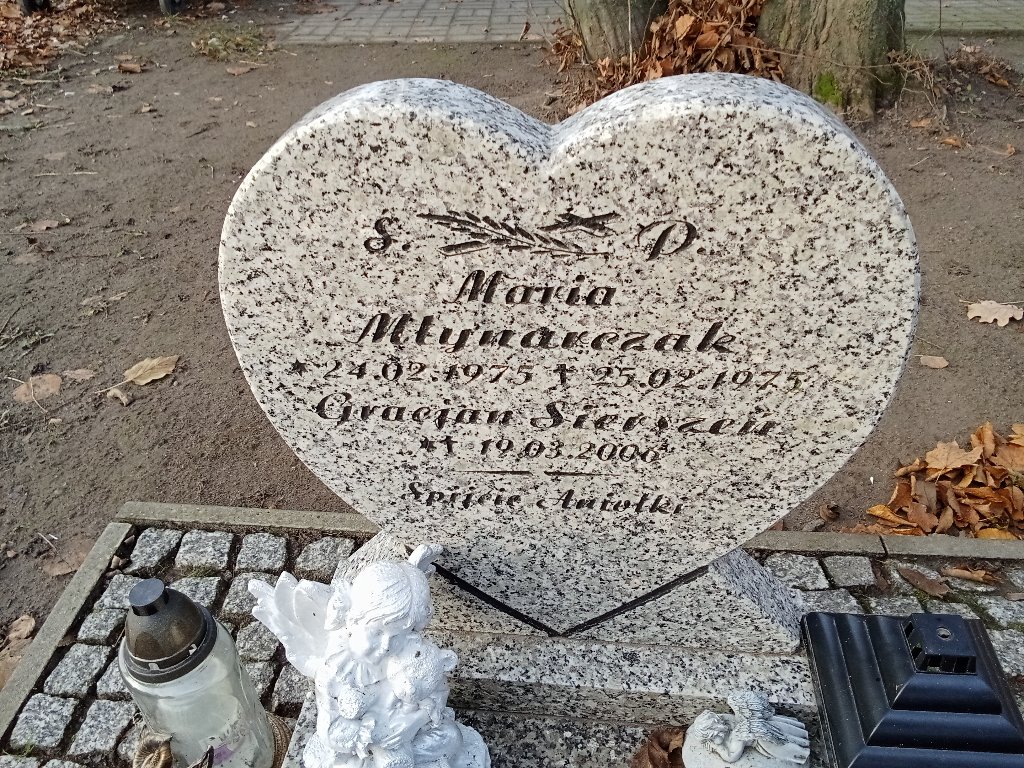 Ś. P.
Maria
Młynarczak
*24.02.1975 † 25.02.1975
Gracjan Sierszeń
*† 19.03.2006
Śpijcie Aniołki